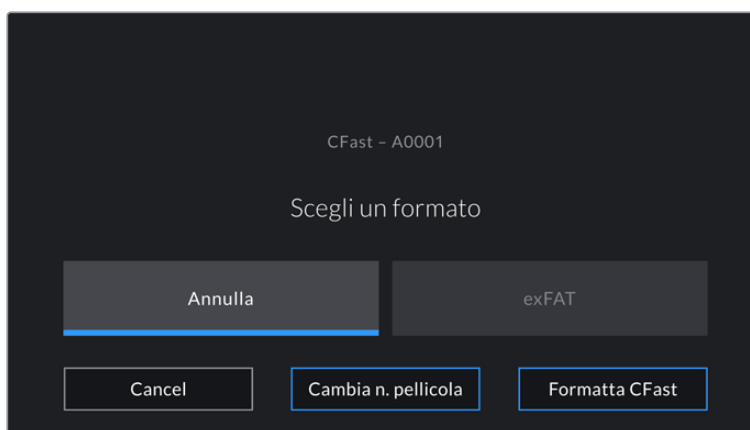 CFast – A0001
Scegli un formato
Annulla
exFAT
Cancel
Cambia n. pellicola
Formatta CFast